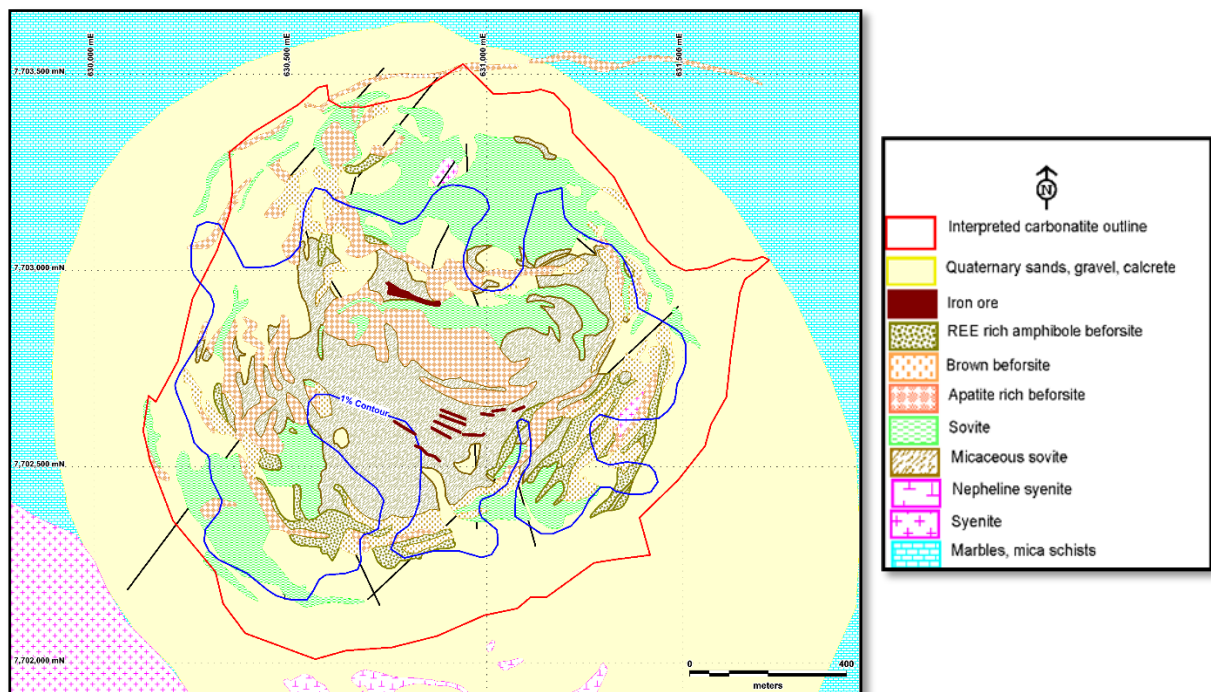 630,000 mE
630,500 mE
631,000 mE
631,500 mE
7,703,500 mN
7,703,000 mN
1% Contour
7,702,500 mN
7,702,000 mN
0
400
meters
N
Interpreted carbonatite outline
Quaternary sands, gravel, calcrete
Iron ore
REE rich amphibole beforsite
Brown beforsite
Apatite rich beforsite
Sovite
Micaceous sovite
Nepheline syenite
Syenite
Marbles, mica schists